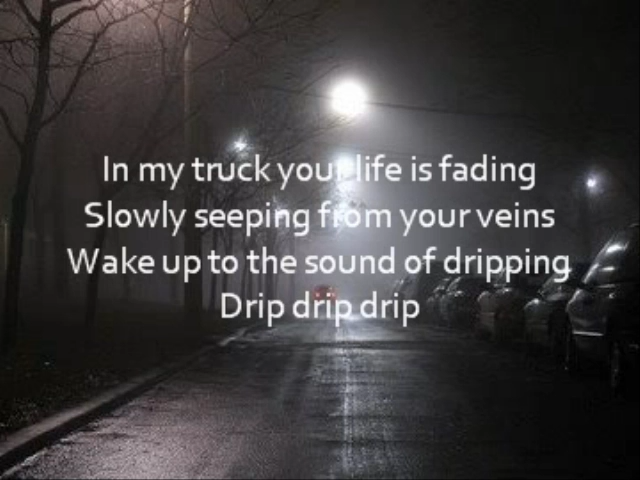 In my truck your life is fading
Slowly seeping from your veins
Wake up to the sound of dripping
Drip drip drip